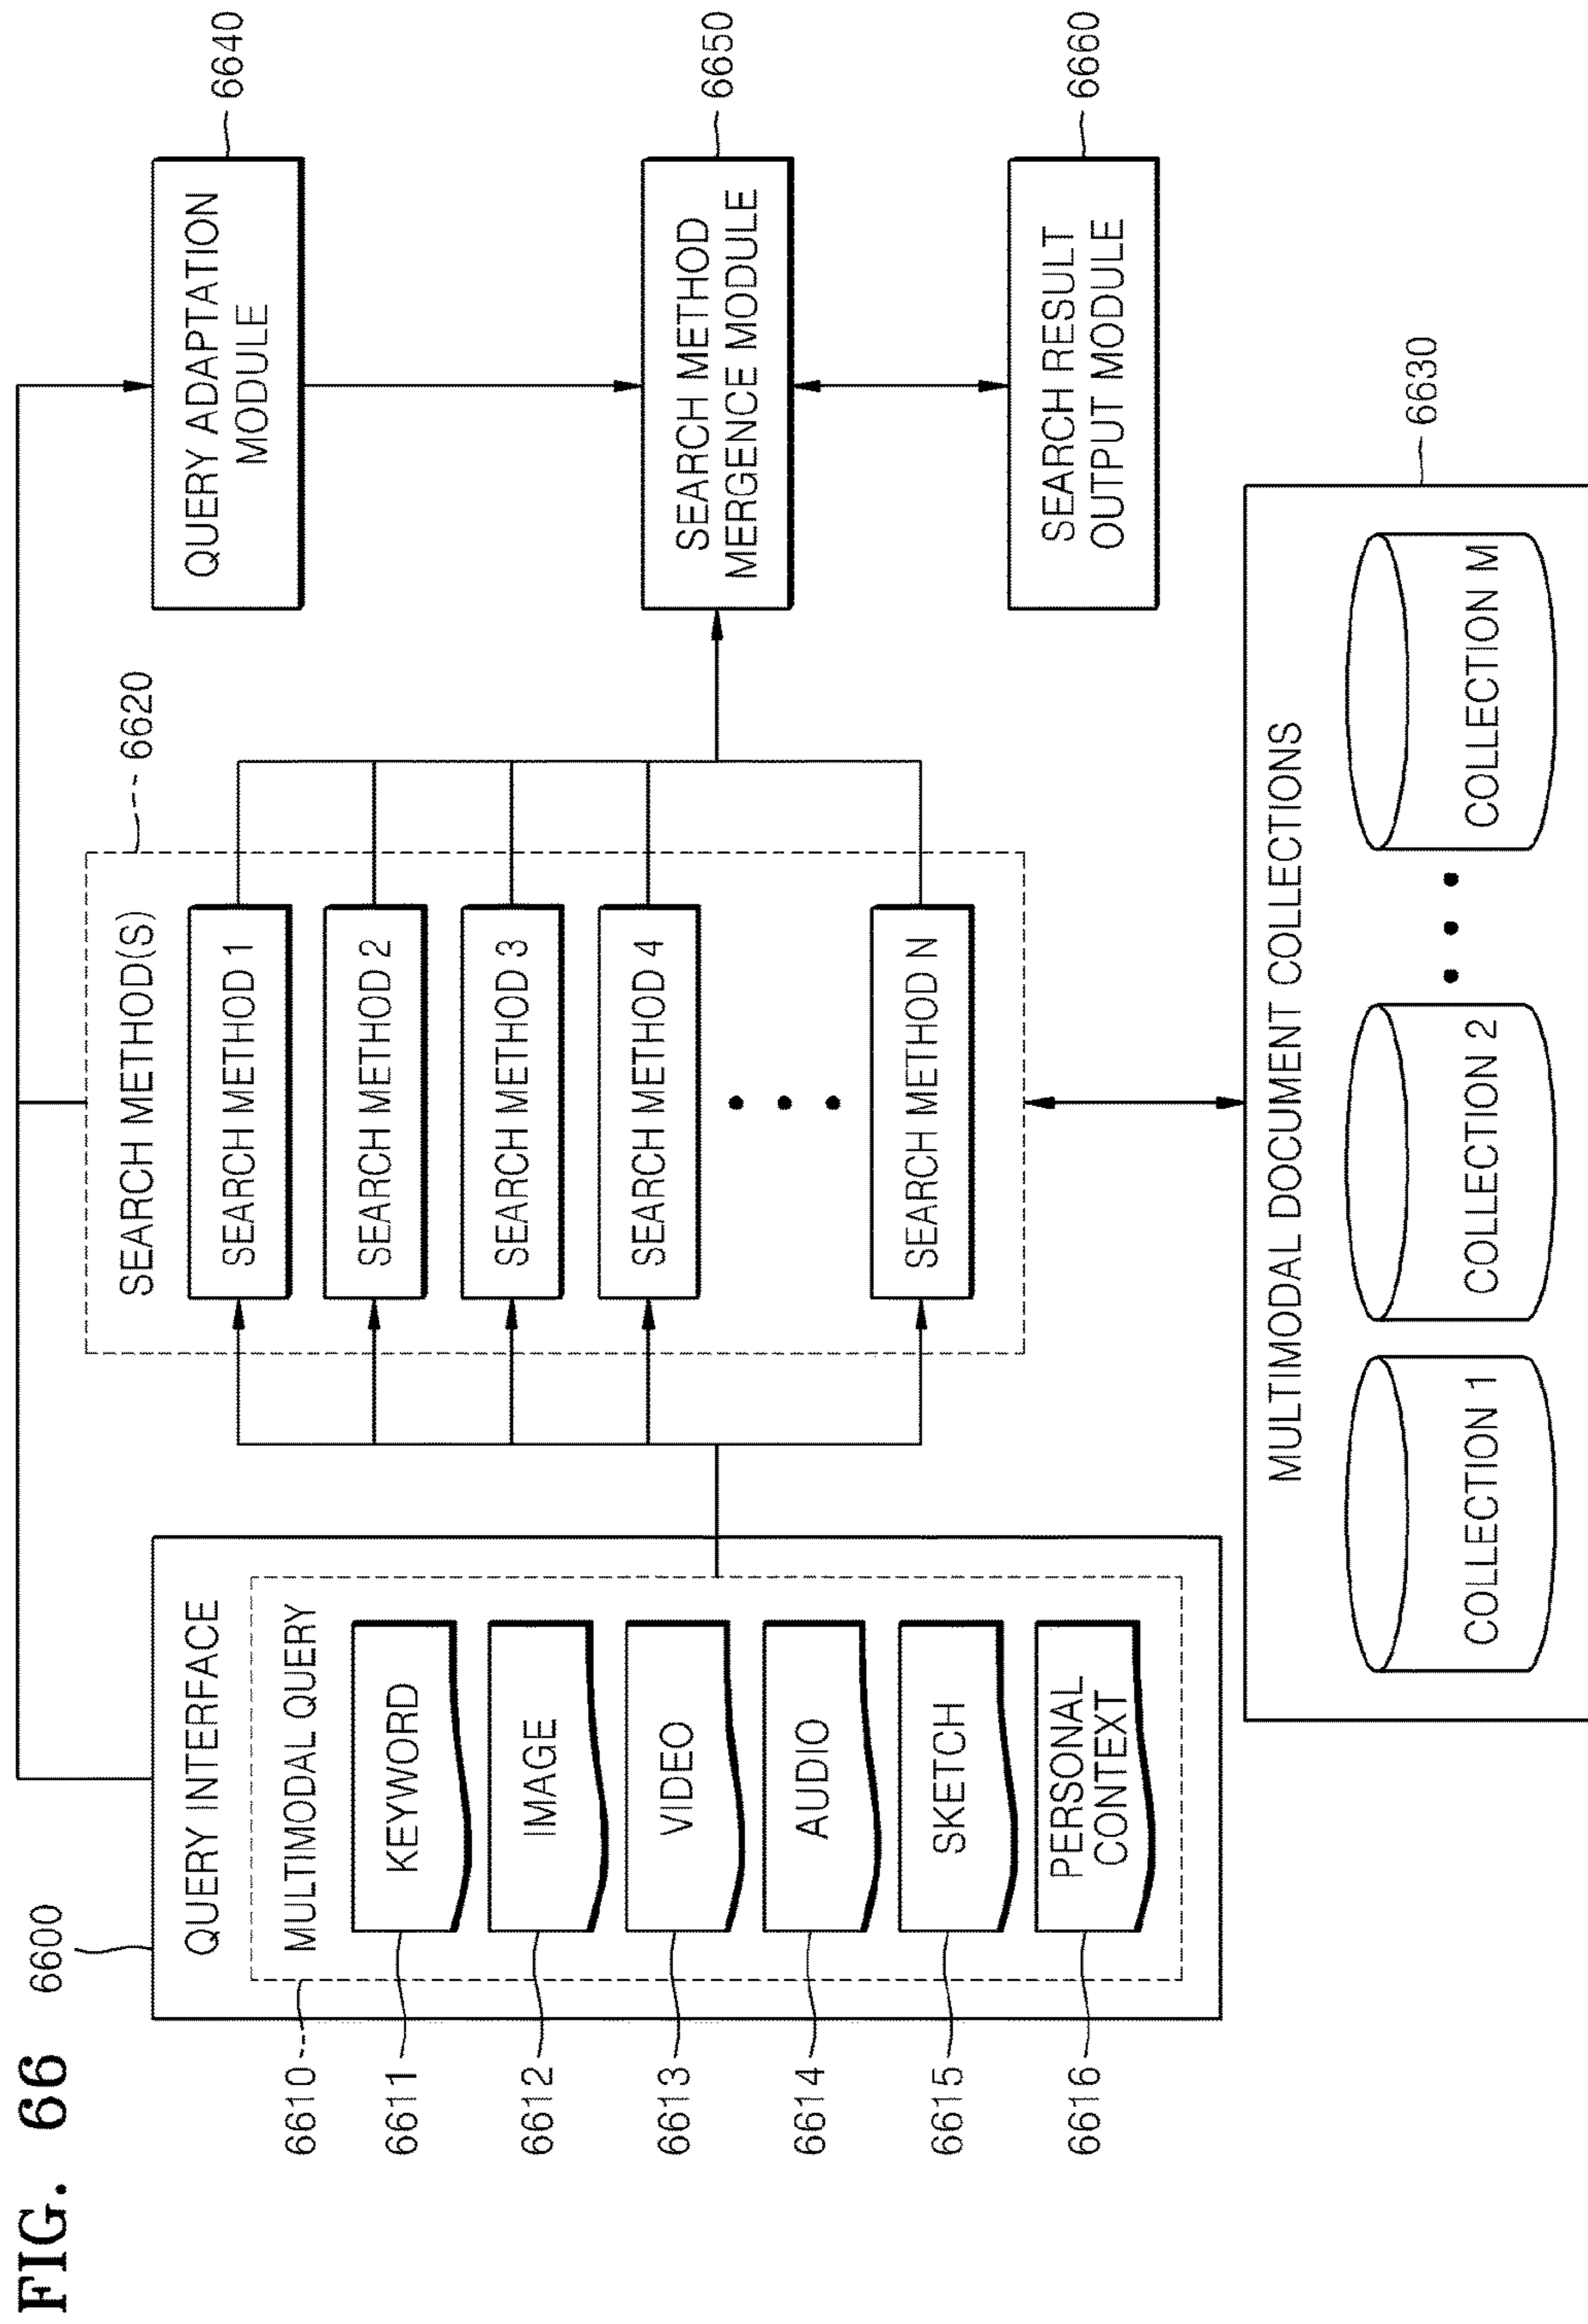 FIG. 66
6600
QUERY INTERFACE
6610
MULTIMODAL QUERY
6611
KEYWORD
6612
IMAGE
6613
VIDEO
6614
AUDIO
6615
SKETCH
6616
PERSONAL
CONTEXT
6620
SEARCH METHOD(S)
SEARCH METHOD 1
SEARCH METHOD 2
SEARCH METHOD 3
SEARCH METHOD 4
SEARCH METHOD N
QUERY ADAPTATION
MODULE
6640
SEARCH METHOD
MERGENCE MODULE
6650
SEARCH RESULT
OUTPUT MODULE
6660
6630
MULTIMODAL DOCUMENT COLLECTIONS
COLLECTION 1
COLLECTION 2
COLLECTION M